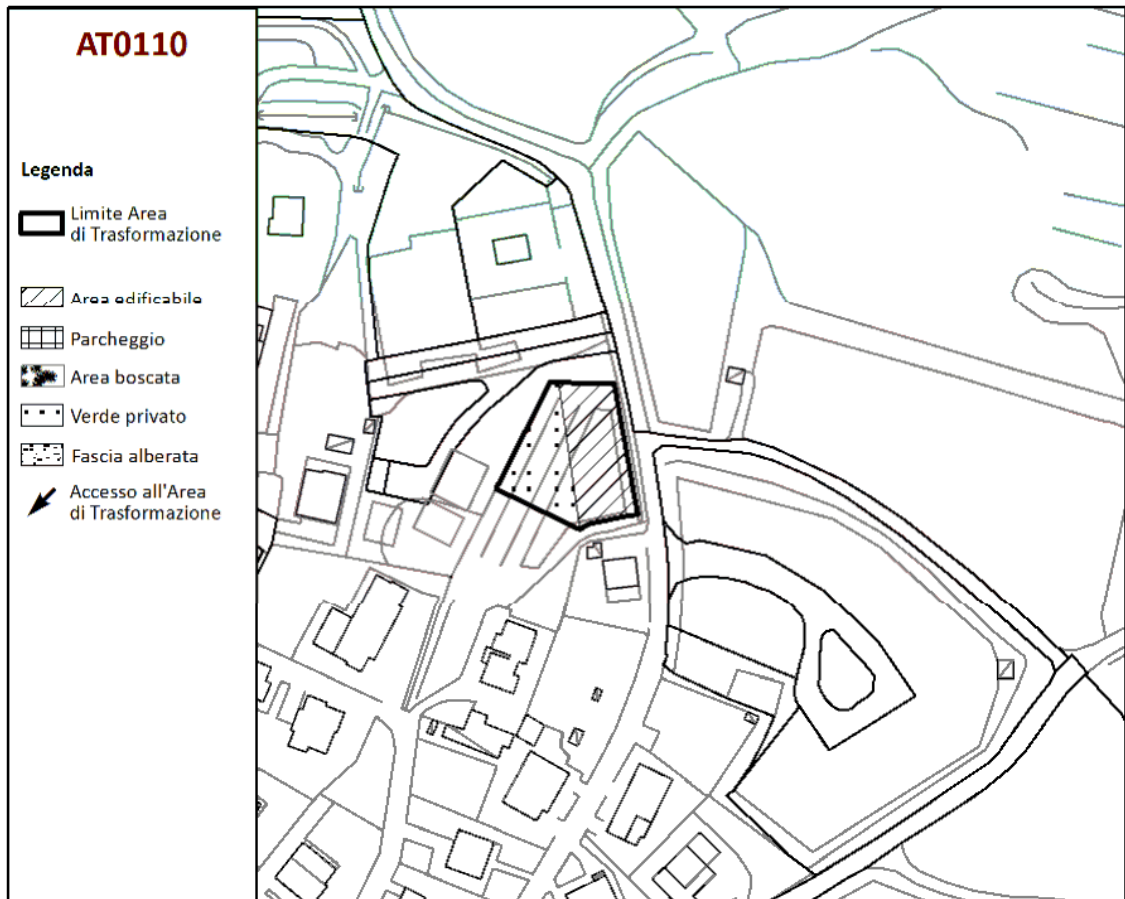 AT0110
Legenda
Limite Area
di Trasformazione
Area edificabile
Parcheggio
Area boscata
Verde privato
Fascia alberata
Accesso all'Area
di Trasformazione